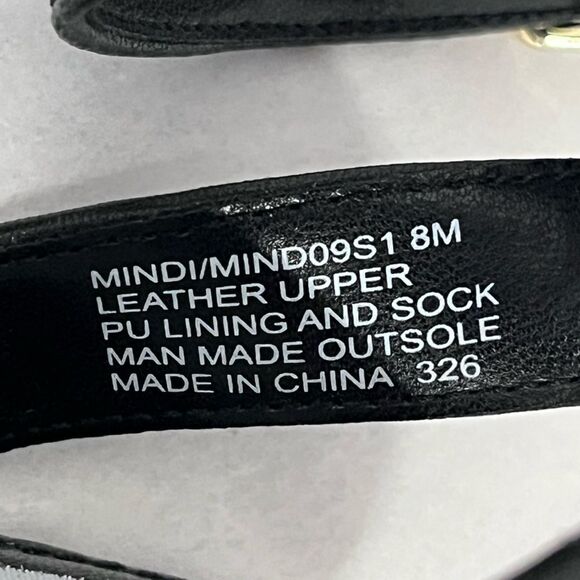 MINDI/MIND09S1 8M
LEATHER UPPER
PU LINING AND SOCK
MAN MADE OUTSOLE
MADE IN CHINA 326